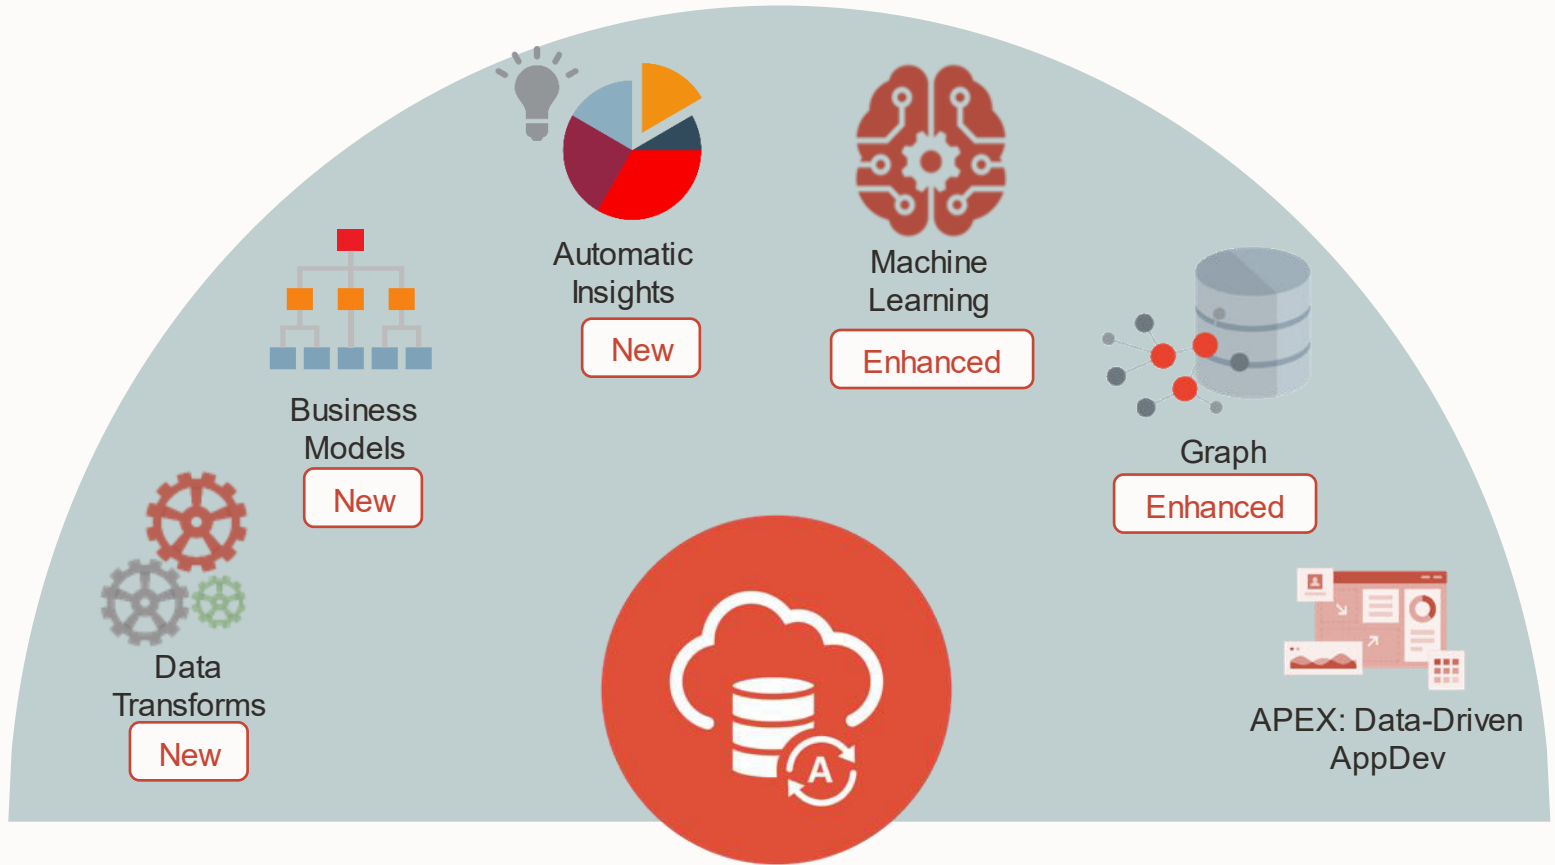 Automatic
Insights
New
Machine
Learning
Enhanced
Business
Models
New
Graph
Enhanced
Data
Transforms
New
APEX: Data-Driven
AppDev
A